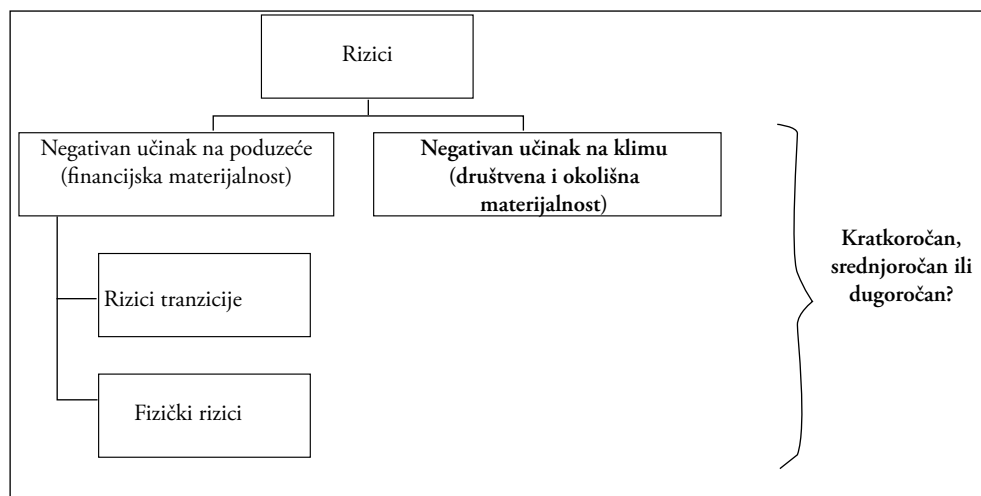 Rizici
Negativan učinak na poduzeće
(financijska materijalnost)
Negativan učinak na klimu
(društvena i okolišna
materijalnost)
Rizici tranzicije
Fizički rizici
Kratkoročan,
srednjoročan ili
dugoročan?